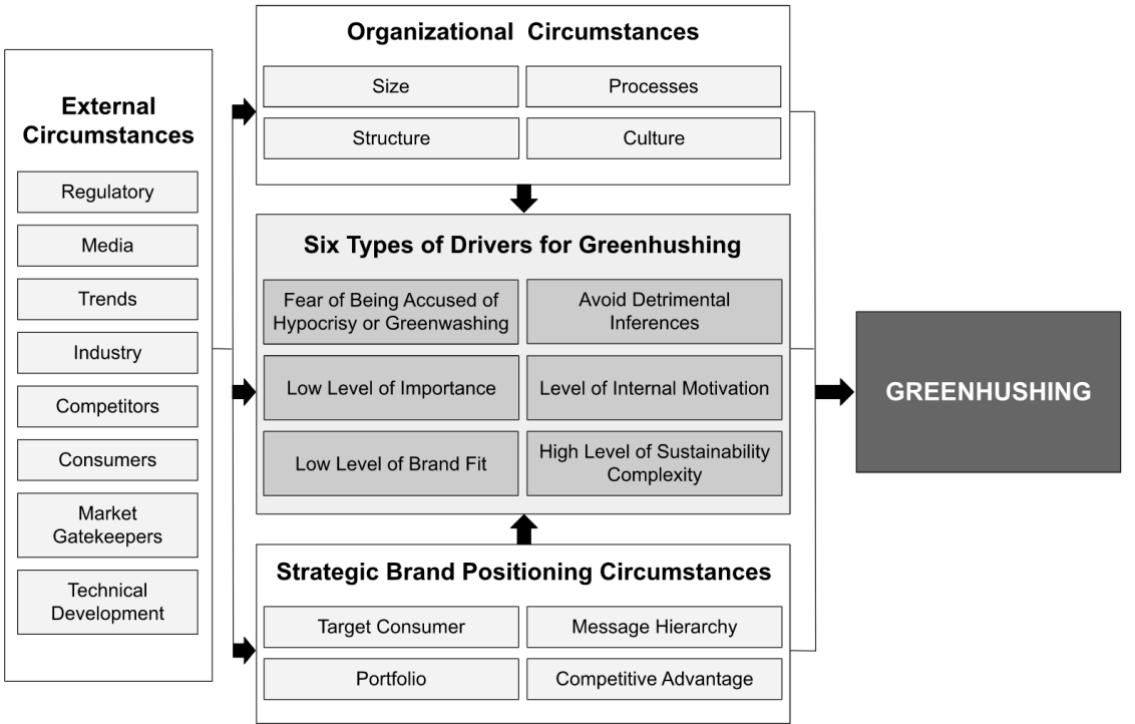 External
Circumstances
Regulatory
Media
Trends
Industry
Competitors
Consumers
Market
Gatekeepers
Technical
Development
Organizational Circumstances
Size
Processes
Structure
Culture
Six Types of Drivers for Greenhushing
Fear of Being Accused of
Hypocrisy or Greenwashing
Avoid Detrimental
Inferences
Low Level of Importance
Level of Internal Motivation
Low Level of Brand Fit
High Level of Sustainability
Complexity
Strategic Brand Positioning Circumstances
Target Consumer
Message Hierarchy
Portfolio
Competitive Advantage
GREENHUSHING